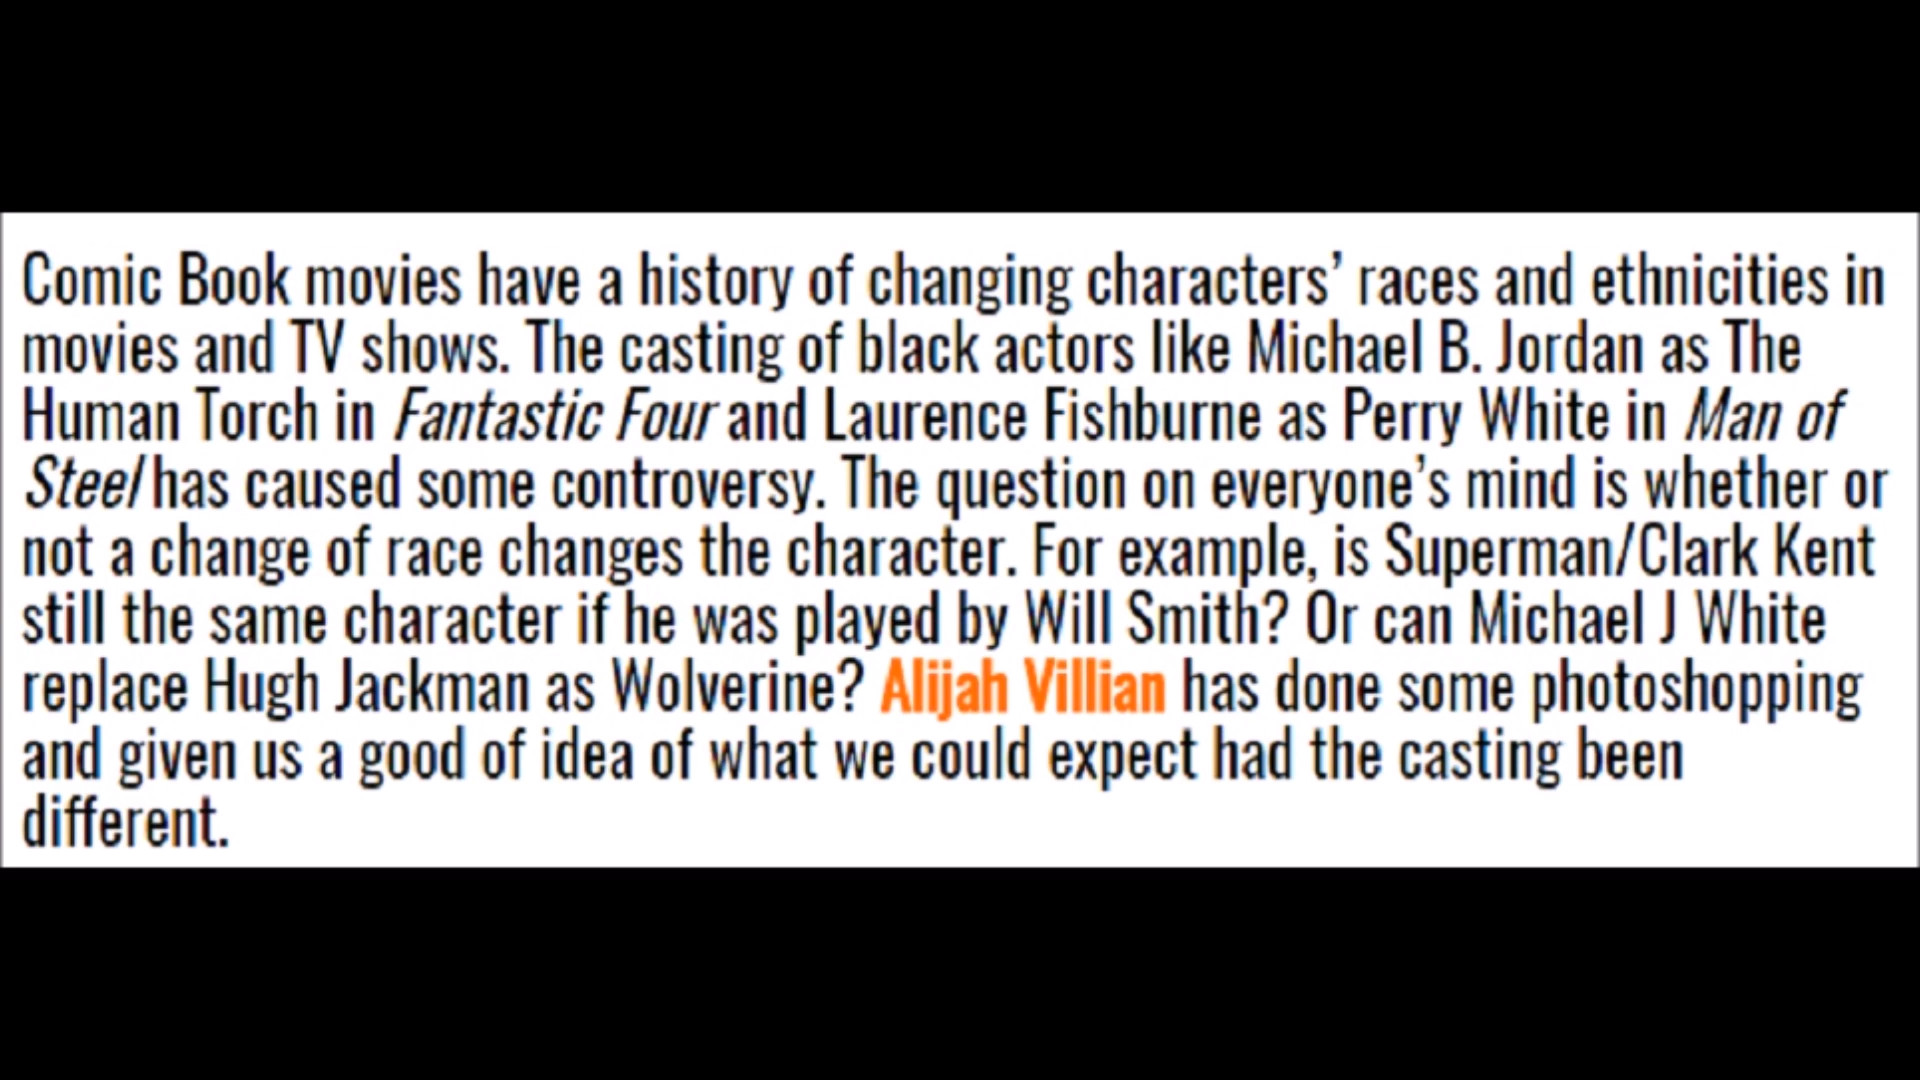 Comic Book movies have a history of changing characters’ races and ethnicities in
movies and TV shows. The casting of black actors like Michael B. Jordan as The
Human Torch in Fantastic Four and Laurence Fishburne as Perry White in Man of
Steel has caused some controversy. The question on everyone’s mind is whether or
not a change of race changes the character. For example, is Superman/Clark Kent
still the same character if he was played by Will Smith? Or can Michael J White
replace Hugh Jackman as Wolverine? Alijah Villian has done some photoshopping
and given us a good of idea of what we could expect had the casting been
different.